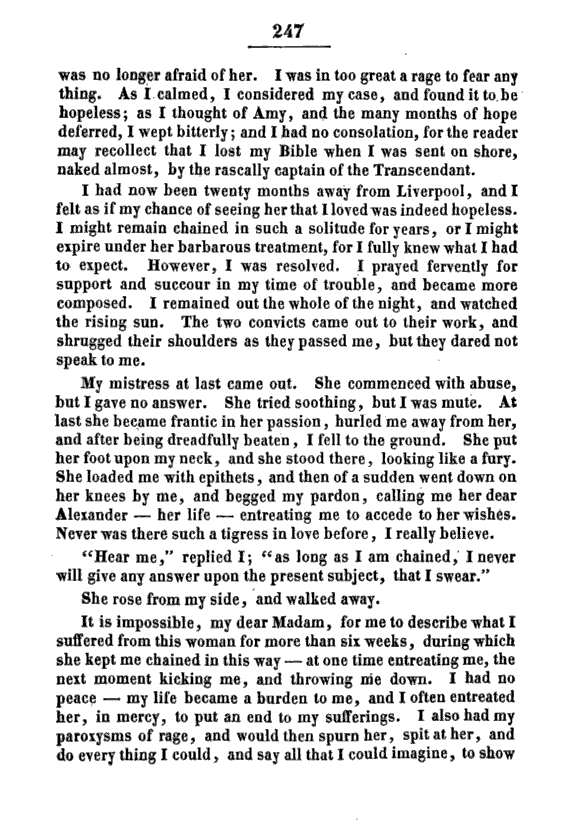 247
was no longer afraid of her. I was in too great a rage to fear any
thing. As I calmed, I considered my case, and found it to be
hopeless; as I thought of Amy, and the many months of hope
deferred, I wept bitterly; and I had no consolation, for the reader
may recollect that I lost my Bible when I was sent on shore,
naked almost, by the rascally captain of the Transcendant.
I had now been twenty months away from Liverpool, and I
felt as if my chance of seeing her that I loved was indeed hopeless.
I might remain chained in such a solitude for years, or I might
expire under her barbarous treatment, for I fully knew what I had
to expect. However, I was resolved. I prayed fervently for
support and succour in my time of trouble, and became more
composed. I remained out the whole of the night, and watched
the rising sun. The two convicts came out to their work, and
shrugged their shoulders as they passed me, but they dared not
speak to me.
My mistress at last came out. She commenced with abuse,
but I gave no answer. She tried soothing, but I was mute. At
last she became frantic in her passion, hurled me away from her,
and after being dreadfully beaten, I fell to the ground. She put
her foot upon my neck, and she stood there, looking like a fury.
She loaded me with epithets, and then of a sudden went down on
her knees by me, and begged my pardon, calling me her dear
Alexander — her life — entreating me to accede to her wishes.
Never was there such a tigress in love before, I really believe.
“Hear me,” replied I; “as long as I am chained, I never
will give any answer upon the present subject, that I swear.”
She rose from my side, and walked away.
It is impossible, my dear Madam, for me to describe what I
suffered from this woman for more than six weeks, during which
she kept me chained in this way — at one time entreating me, the
next moment kicking me, and throwing me down. I had no
peace — my life became a burden to me, and I often entreated
her, in mercy, to put an end to my sufferings. I also had my
paroxysms of rage, and would then spurn her, spit at her, and
do every thing I could, and say all that I could imagine, to show